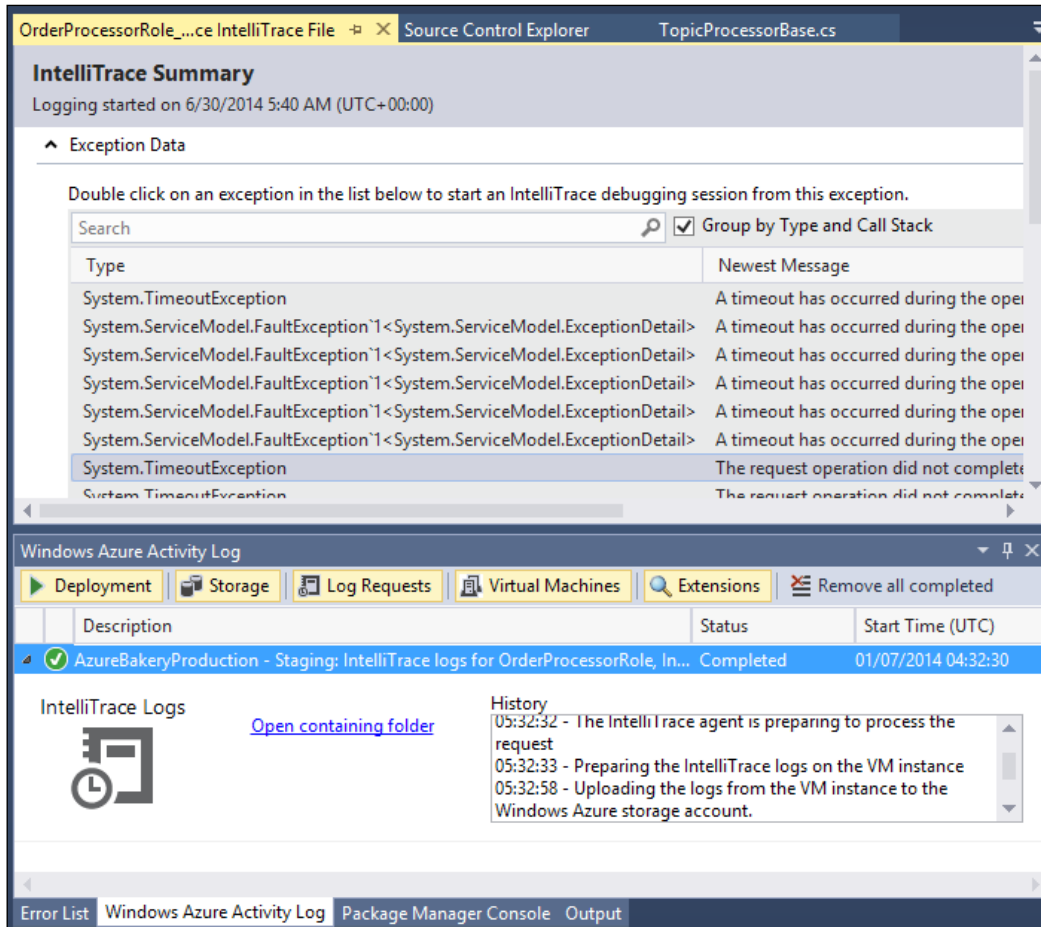 OrderProcessorRole_...ce IntelliTrace File Source Control Explorer TopicProcessorBase.cs
IntelliTrace Summary
Logging started on 6/30/2014 5:40 AM (UTC+00:00)
Exception Data
Double click on an exception in the list below to start an IntelliTrace debugging session from this exception.
Search Group by Type and Call Stack
Type Newest Message
System.TimeoutException A timeout has occurred during the oper
System.ServiceModel.FaultException`1<System.ServiceModel.ExceptionDetail> A timeout has occurred during the oper
System.ServiceModel.FaultException`1<System.ServiceModel.ExceptionDetail> A timeout has occurred during the oper
System.ServiceModel.FaultException`1<System.ServiceModel.ExceptionDetail> A timeout has occurred during the oper
System.ServiceModel.FaultException`1<System.ServiceModel.ExceptionDetail> A timeout has occurred during the oper
System.ServiceModel.FaultException`1<System.ServiceModel.ExceptionDetail> A timeout has occurred during the oper
System.TimeoutException The request operation did not complete
System.TimeoutException The request operation did not complete
Windows Azure Activity Log
Deployment Storage Log Requests Virtual Machines Extensions Remove all completed
Description Status Start Time (UTC)
AzureBakeryProduction - Staging: IntelliTrace logs for OrderProcessorRole, In... Completed 01/07/2014 04:32:30
IntelliTrace Logs
Open containing folder
History
05:32:32 - The IntelliTrace agent is preparing to process the
request
05:32:33 - Preparing the IntelliTrace logs on the VM instance
05:32:58 - Uploading the logs from the VM instance to the
Windows Azure storage account.
Error List Windows Azure Activity Log Package Manager Console Output